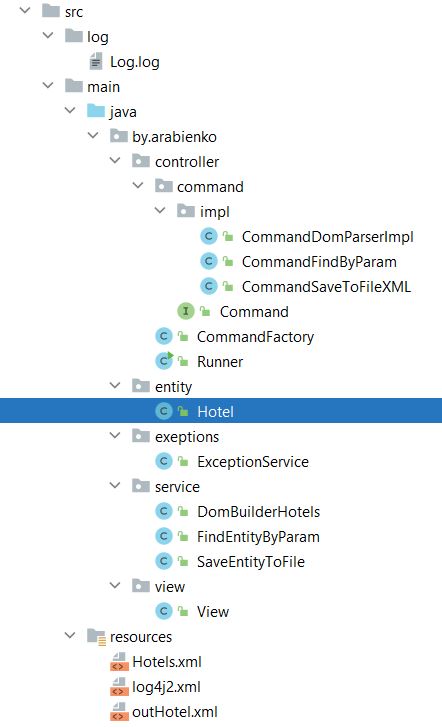 src
log
Log.log
main
java
by.arabienko
controller
command
impl
CommandDomParserImpl
CommandFindByParam
CommandSaveToFileXML
Command
CommandFactory
Runner
entity
Hotel
exeptions
ExceptionService
service
DomBuilderHotels
FindEntityByParam
SaveEntityToFile
view
View
resources
Hotels.xml
log4j2.xml
outHotel.xml